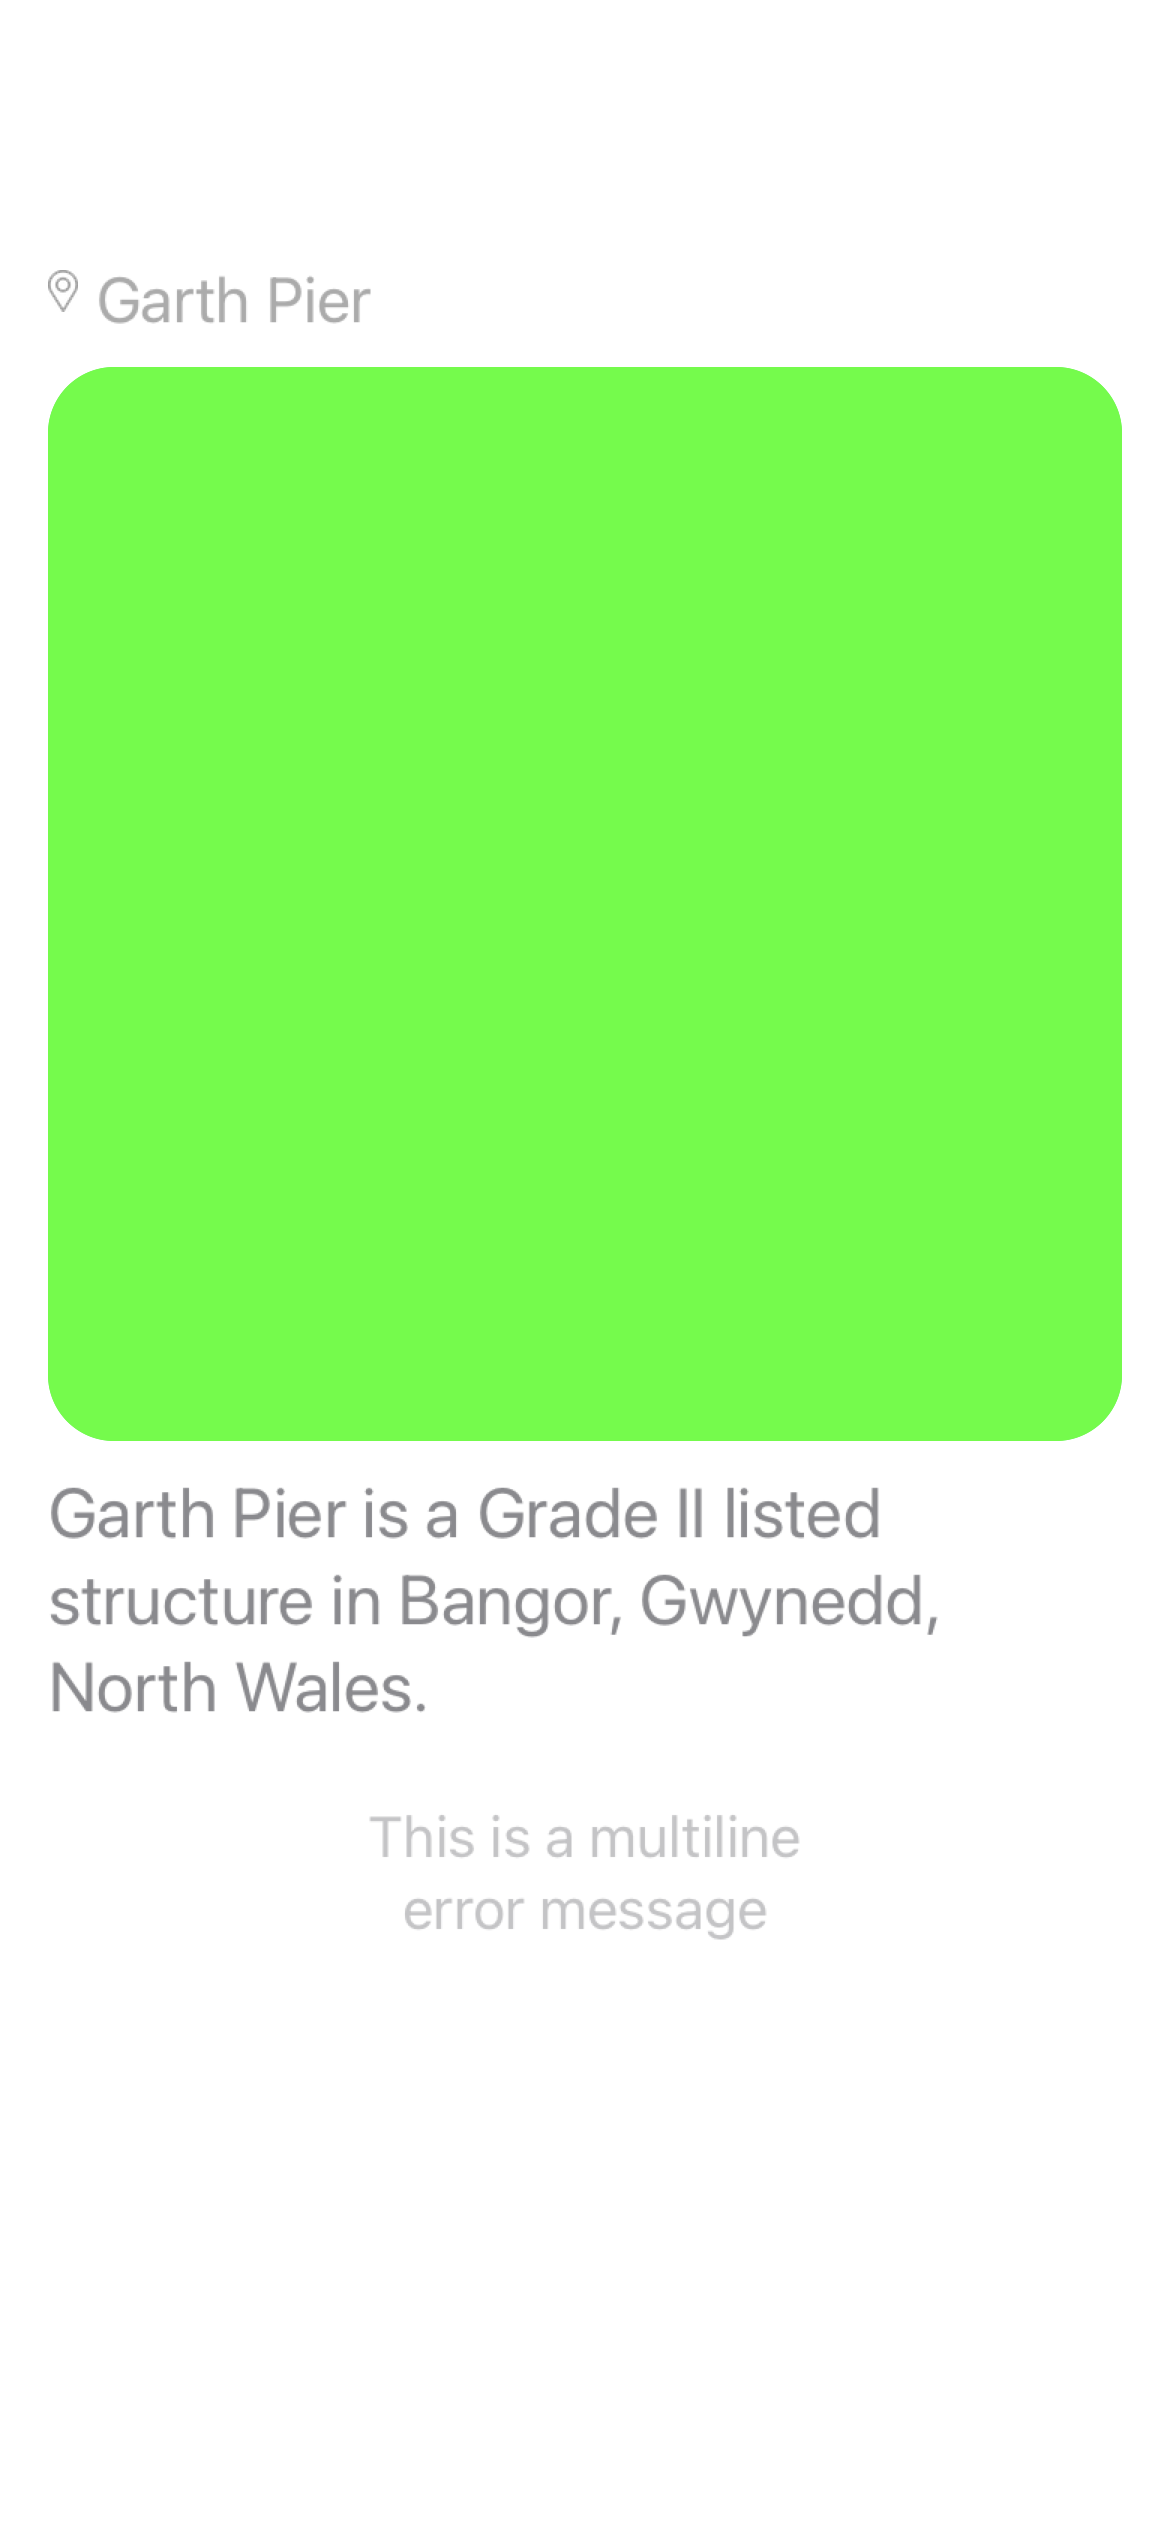 Garth Pier
Garth Pier is a Grade II listed
structure in Bangor, Gwynedd,
North Wales.
This is a multiline
error message